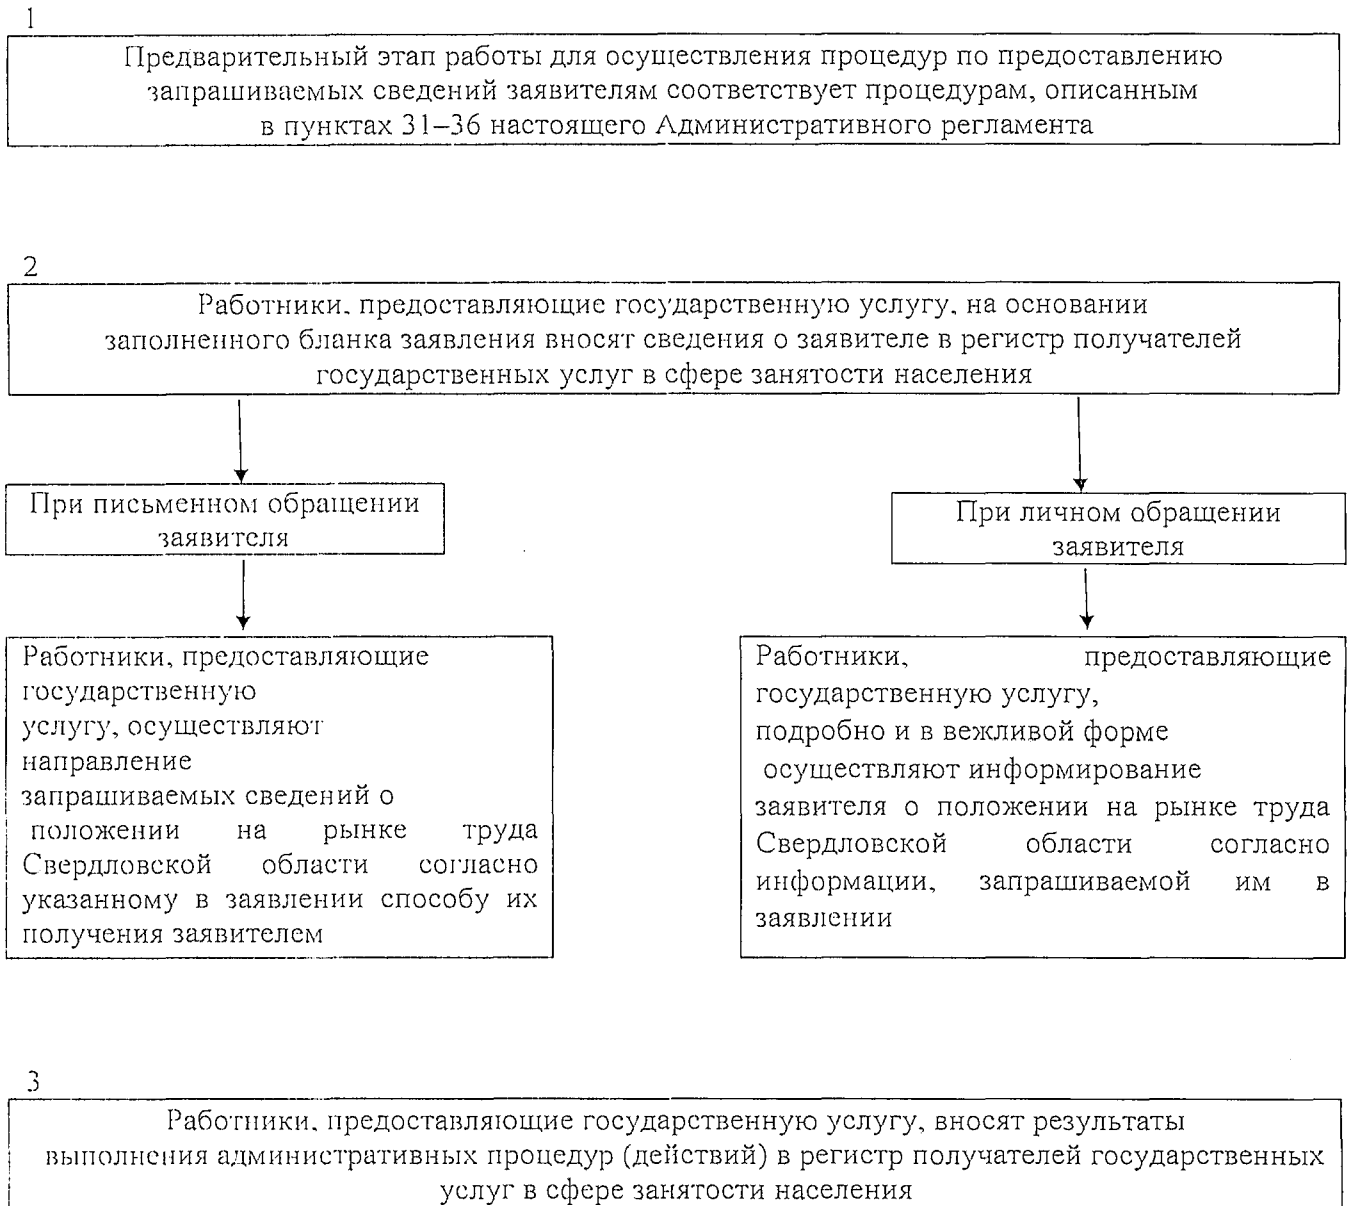 1
Предварительный этап работы для осуществления процедур по предоставлению
запрашиваемых сведений заявителям соответствует процедурам, описанным
в пунктах 31–36 настоящего Административного регламента
2
Работники, предоставляющие государственную услугу, на основании
заполненного бланка заявления вносят сведения о заявителе в регистр получателей
государственных услуг в сфере занятости населения
При письменном обращении
заявителя
При личном обращении
заявителя
Работники, предоставляющие
государственную
услугу, осуществляют
направление
запрашиваемых сведений о
положении на рынке труда
Свердловской области согласно
указанному в заявлении способу их
получения заявителем
Работники, предоставляющие
государственную услугу,
подробно и в вежливой форме
осуществляют информирование
заявителя о положении на рынке труда
Свердловской области согласно
информации, запрашиваемой им в
заявлении
3
Работники, предоставляющие государственную услугу, вносят результаты
выполнения административных процедур (действий) в регистр получателей государственных
услуг в сфере занятости населения